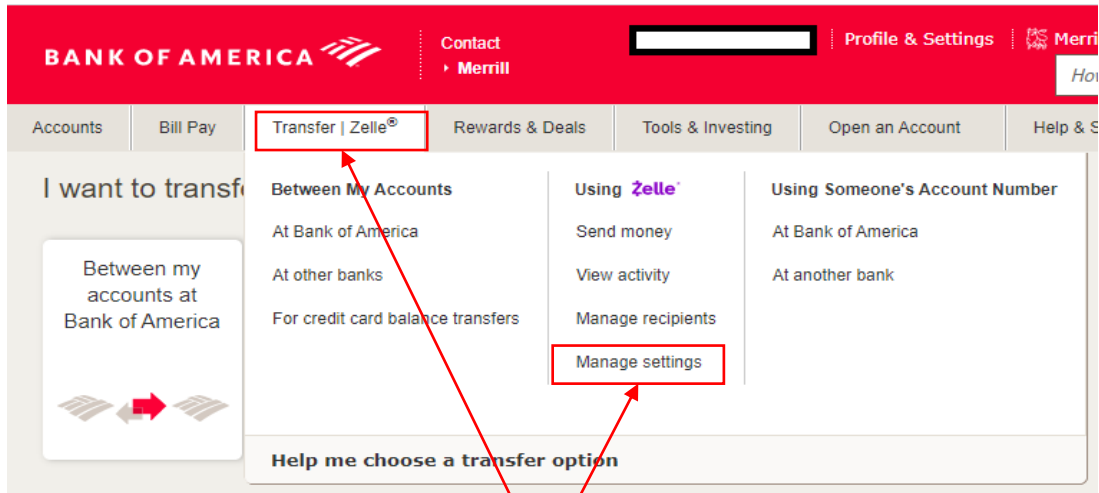 BANK OF AMERICA
Contact
Merrill
Profile & Settings
Accounts
Bill Pay
Transfer | Zelle®
Rewards & Deals
Tools & Investing
Open an Account
Help &
I want to
Between my
accounts at
Bank of America
Between My Accounts
At Bank of America
At other banks
For credit card balance transfers
Using Zelle
Send money
View activity
Manage recipients
Manage settings
Using Someone's Account Number
At Bank of America
At another bank
Help me choose a transfer option